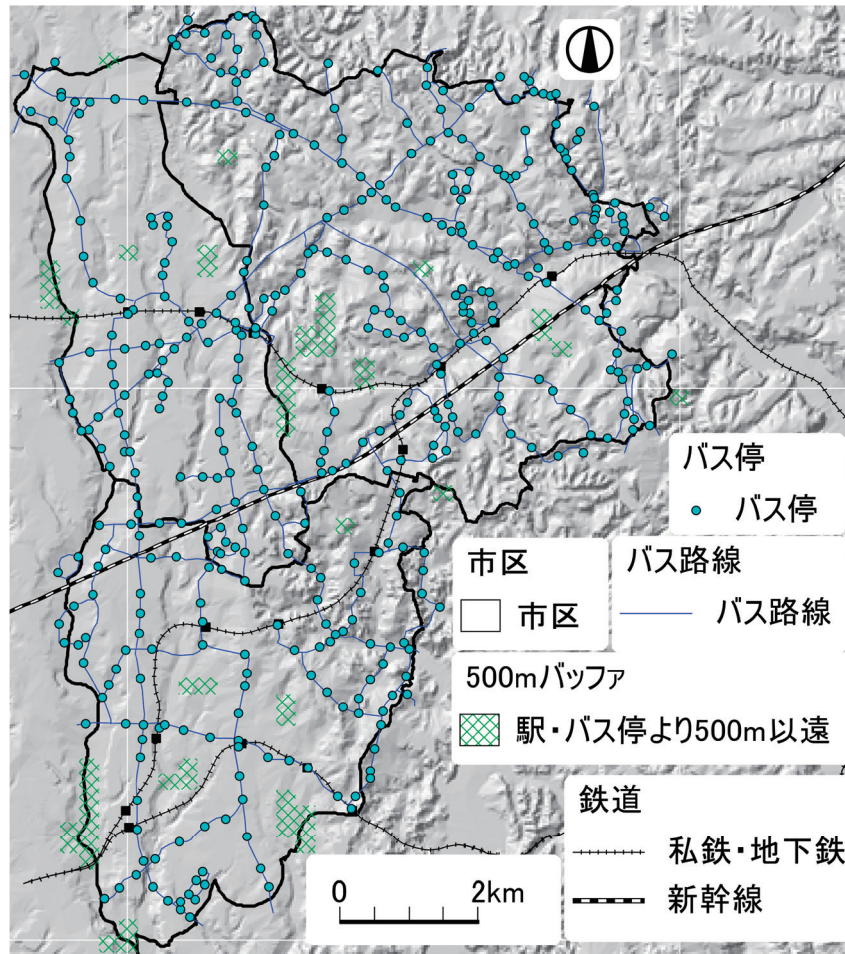 バス停
バス停
市区
市区
バス路線
バス路線
500mバッファ
駅・バス停より500m以遠
鉄道
私鉄・地下鉄
新幹線
0 2km